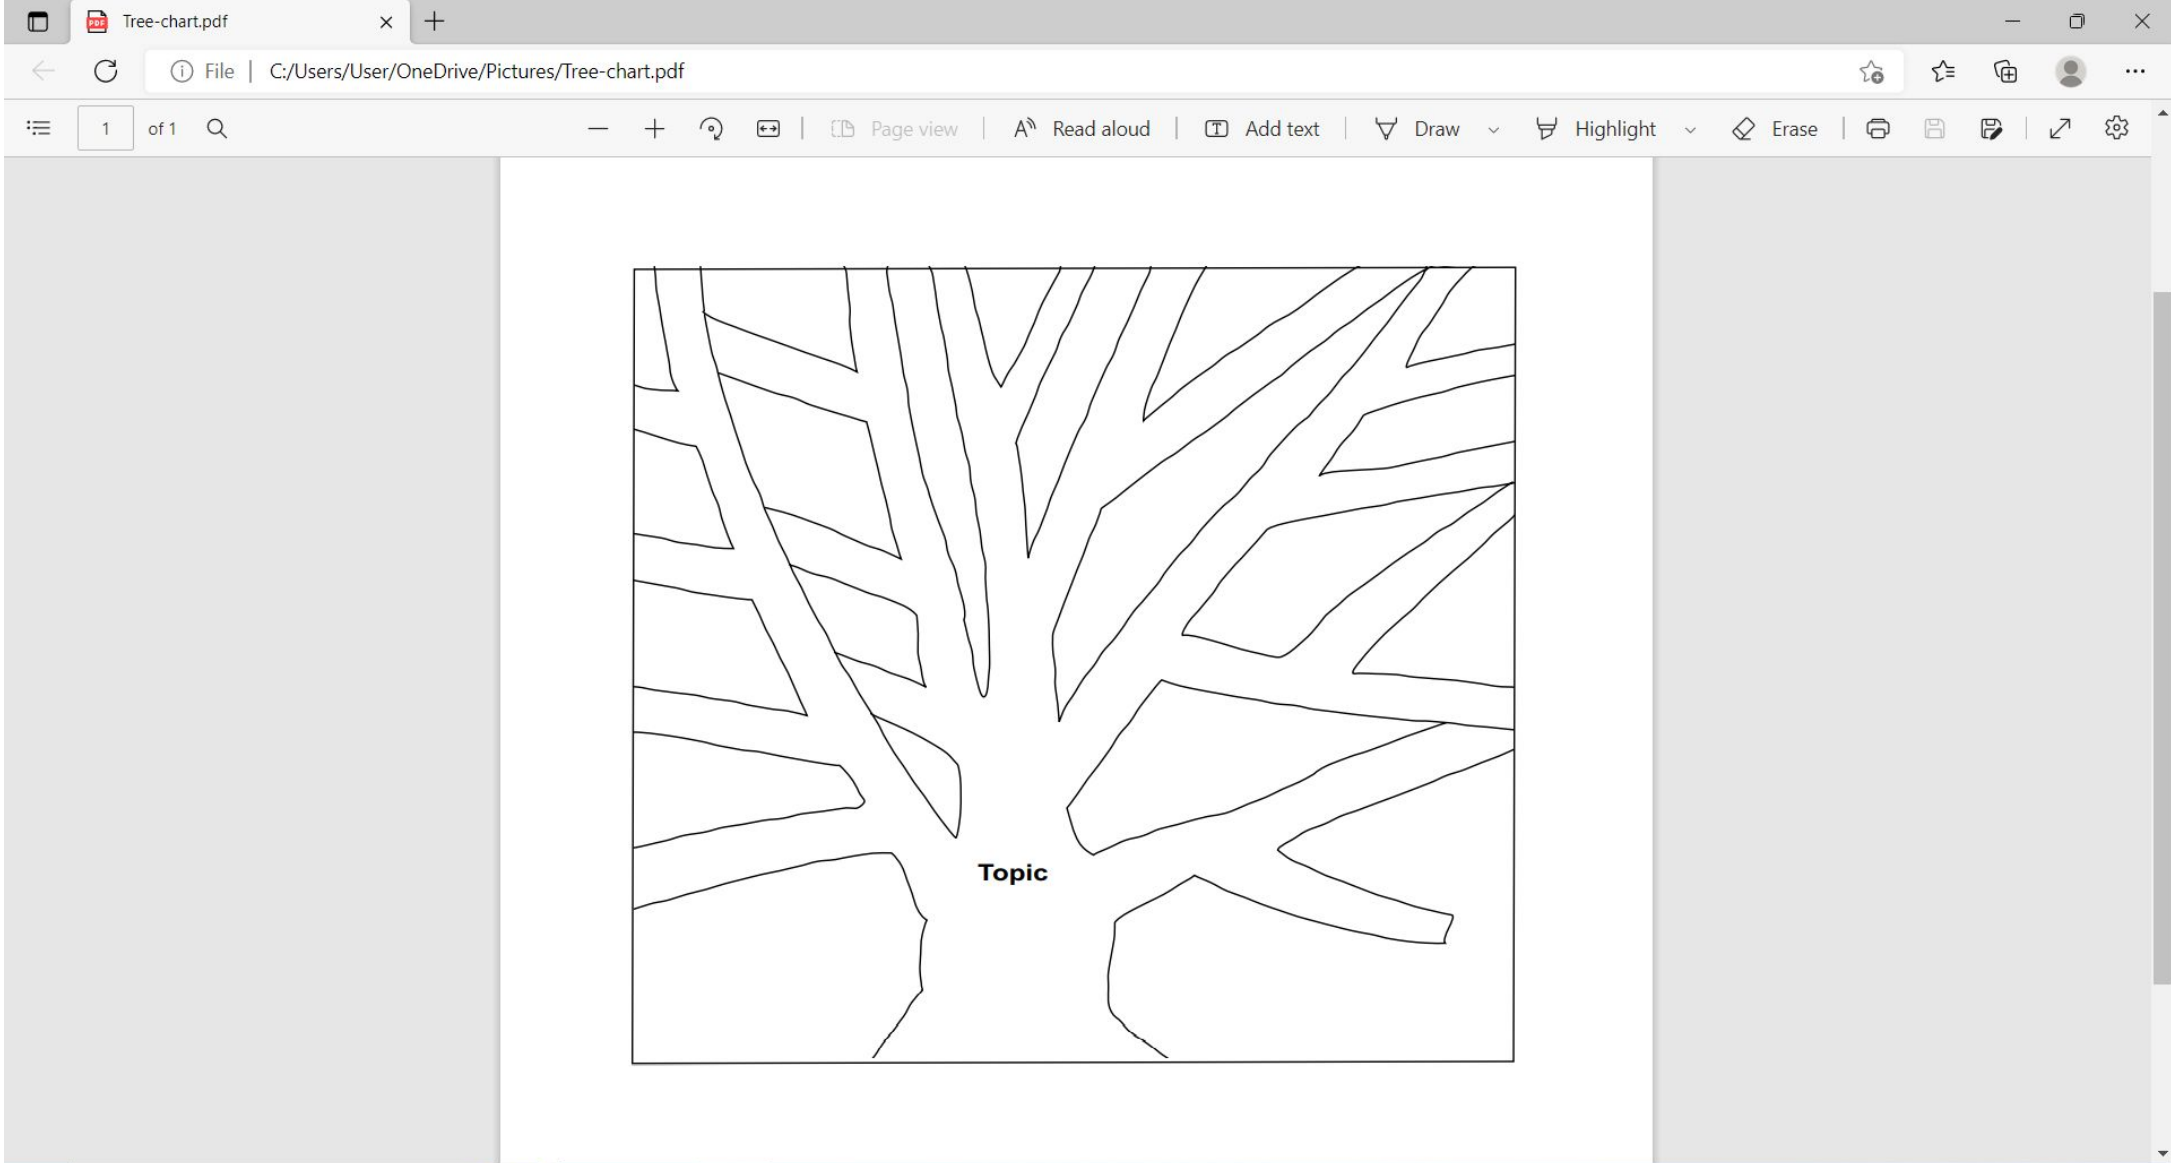 Tree-chart.pdf
File C:/Users/User/OneDrive/Pictures/Tree-chart.pdf
1 of 1 Page view Read aloud Add text Draw Highlight Erase
Topic